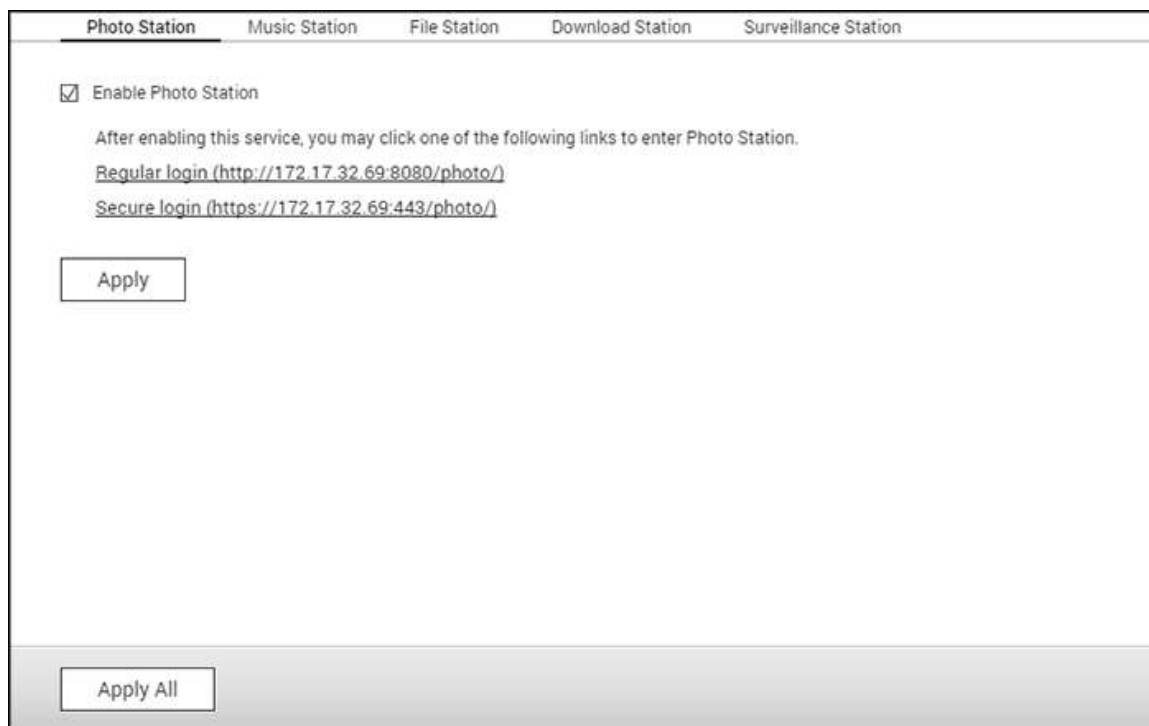 Photo Station Music Station File Station Download Station Surveillance Station
Enable Photo Station
After enabling this service, you may click one of the following links to enter Photo Station.
Regular login (http://172.17.32.69:8080/photo/)
Secure login (https://172.17.32.69:443/photo/)
Apply
Apply All